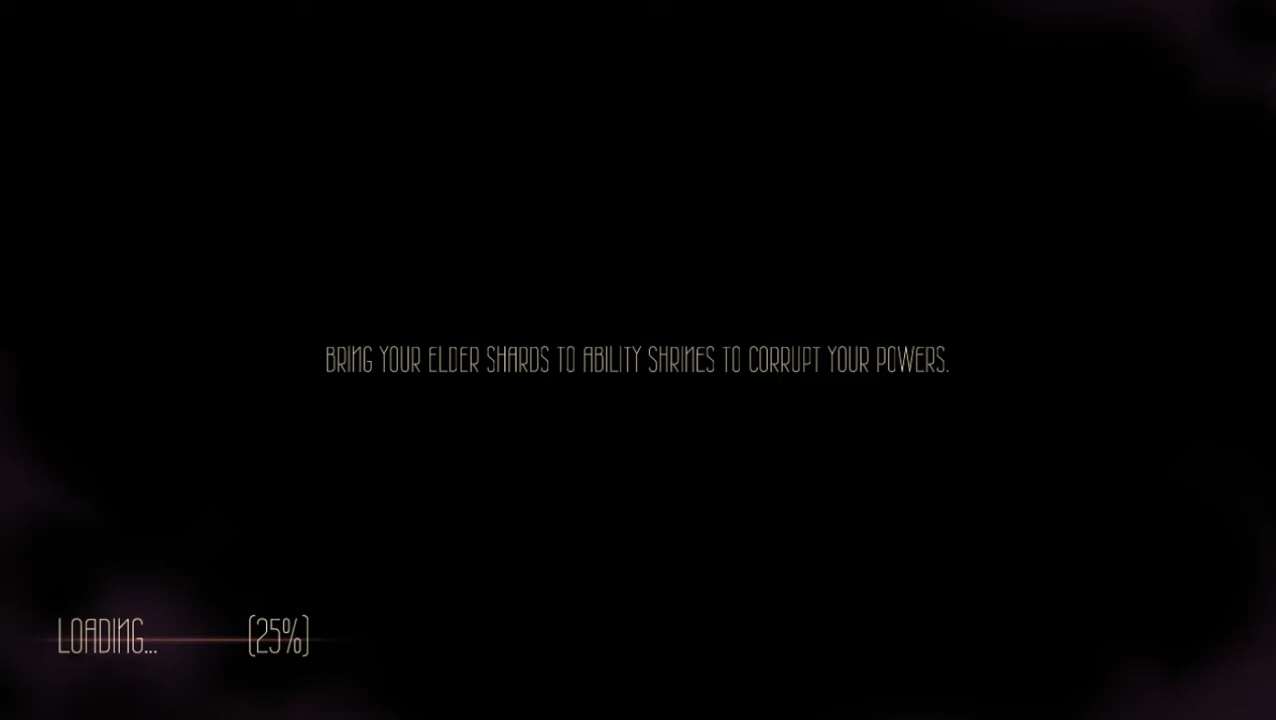 BRING YOUR ELDER SHARDS TO ABILITY SHRINES TO CORRUPT YOUR POWERS.
LOADING... (25%)